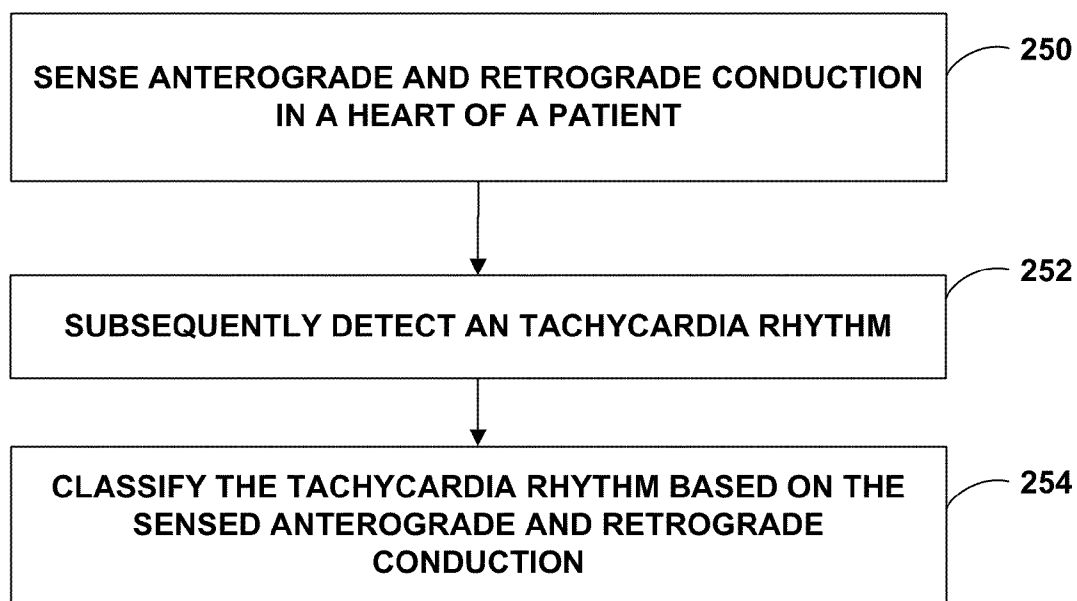 250
SENSE ANTEROGRADE AND RETROGRADE CONDUCTION
IN A HEART OF A PATIENT
252
SUBSEQUENTLY DETECT AN TACHYCARDIA RHYTHM
254
CLASSIFY THE TACHYCARDIA RHYTHM BASED ON THE
SENSED ANTEROGRADE AND RETROGRADE
CONDUCTION